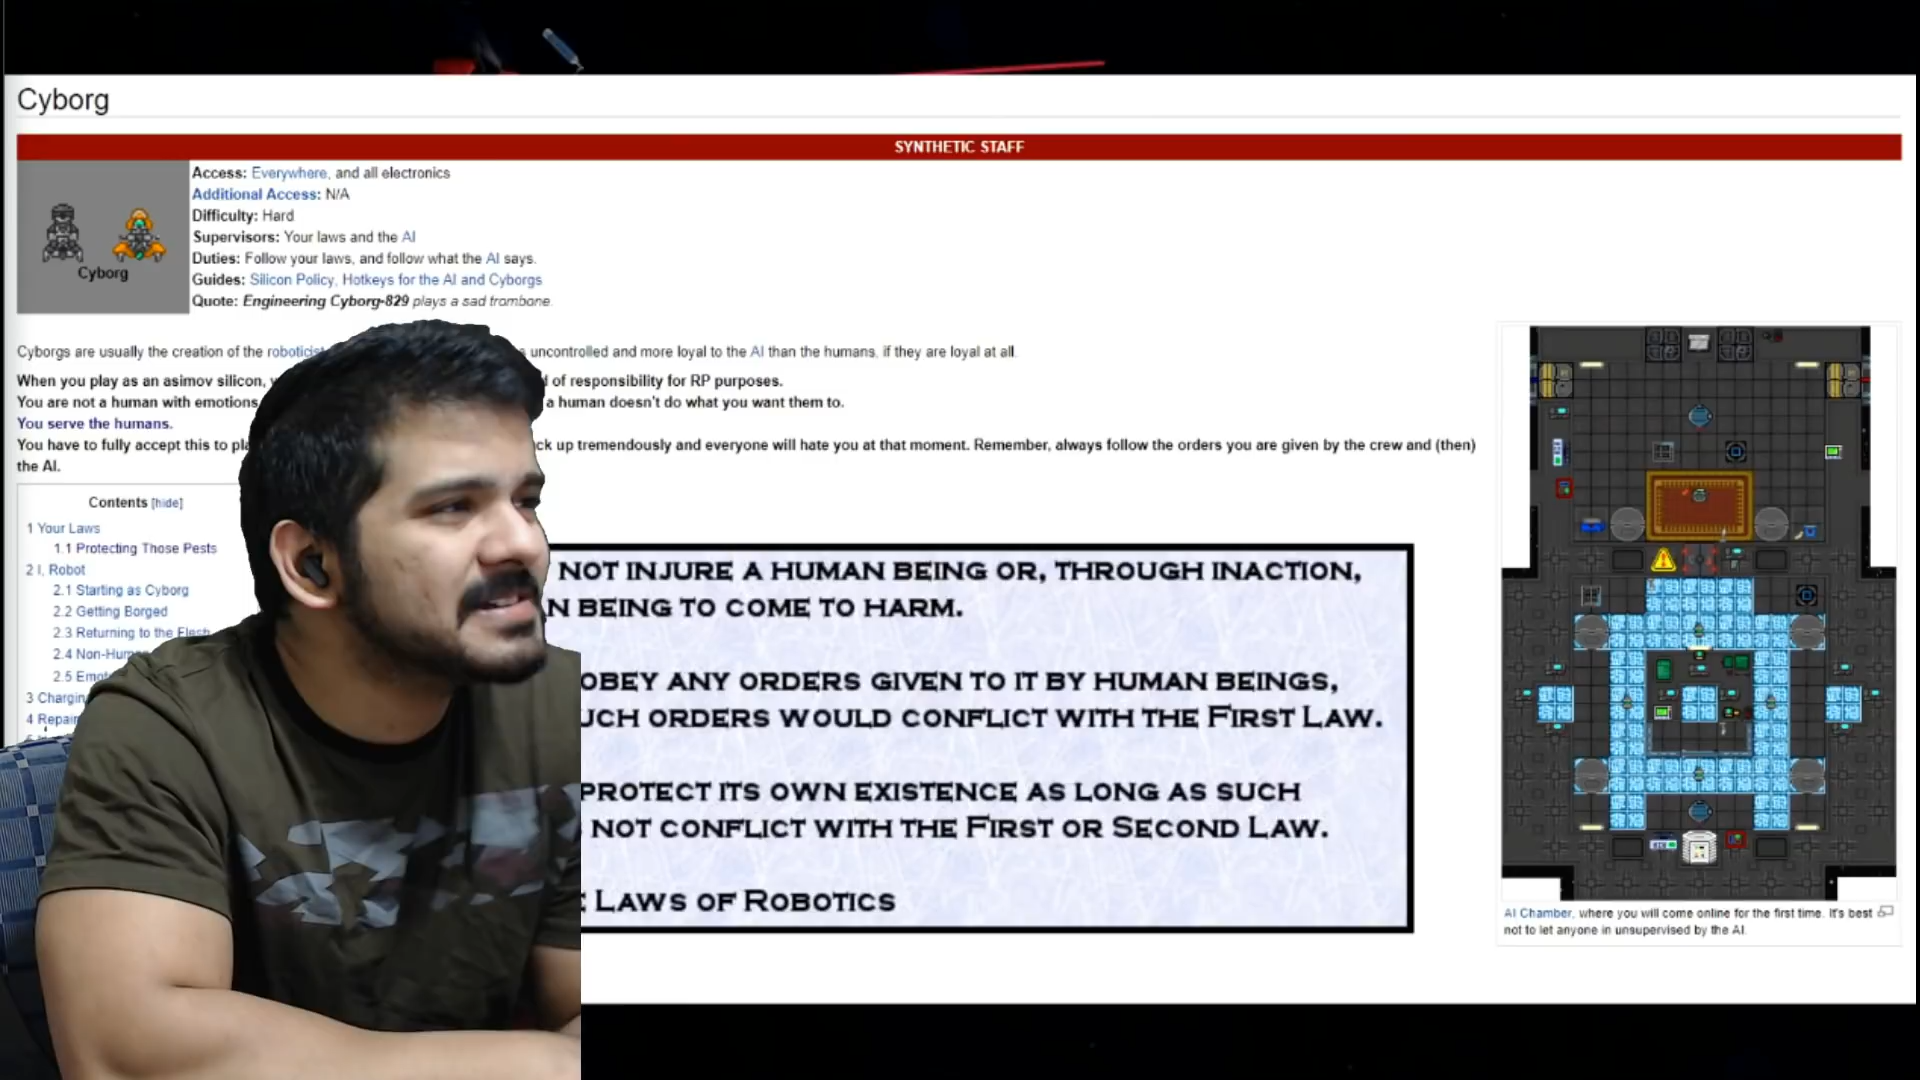 Cyborg
SYNTHETIC STAFF
Access: Everywhere, and all electronics
Additional Access: N/A
Difficulty: Hard
Supervisors: Your laws and the AI
Duties: Follow your laws, and follow what the AI says.
Guides: Silicon Policy, Hotkeys for the AI and Cyborgs
Quote: Engineering Cyborg-829 plays a sad trombone.
Cyborg
Cyborgs are usually the creation of the roboticist uncontrolled and more loyal to the AI than the humans, if they are loyal at all.
When you play as an asimov silicon, of responsibility for RP purposes.
You are not a human with emotions a human doesn't do what you want them to.
You serve the humans.
You have to fully accept this to up tremendously and everyone will hate you at that moment. Remember, always follow the orders you are given by the crew and (then)
the AI.
Contents [hide]
1 Your Laws
1.1 Protecting Those Pests
2 I, Robot
2.1 Starting as Cyborg
2.2 Getting Borged
2.3 Returning to the Flesh
2.4
2.5
3
4
NOT INJURE A HUMAN BEING OR, THROUGH INACTION,
BEING TO COME TO HARM.
OBEY ANY ORDERS GIVEN TO IT BY HUMAN BEINGS,
ORDERS WOULD CONFLICT WITH THE FIRST LAW.
PROTECT ITS OWN EXISTENCE AS LONG AS SUCH
NOT CONFLICT WITH THE FIRST OR SECOND LAW.
LAWS OF ROBOTICS
AI Chamber, where you will come online for the first time. It's best
not to let anyone in unsupervised by the AI.